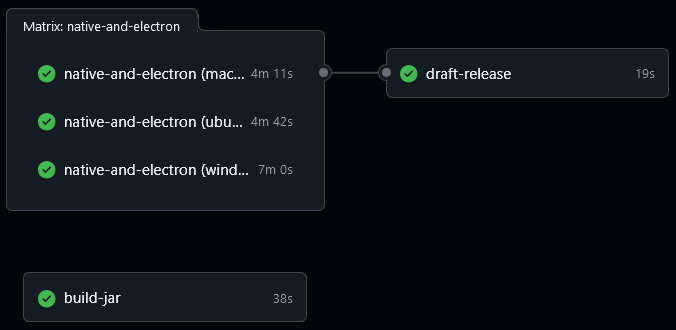 Matrix: native-and-electron
native-and-electron (mac... 4m 11s
draft-release 19s
native-and-electron (ubu... 4m 42s
native-and-electron (wind... 7m 0s
build-jar 38s